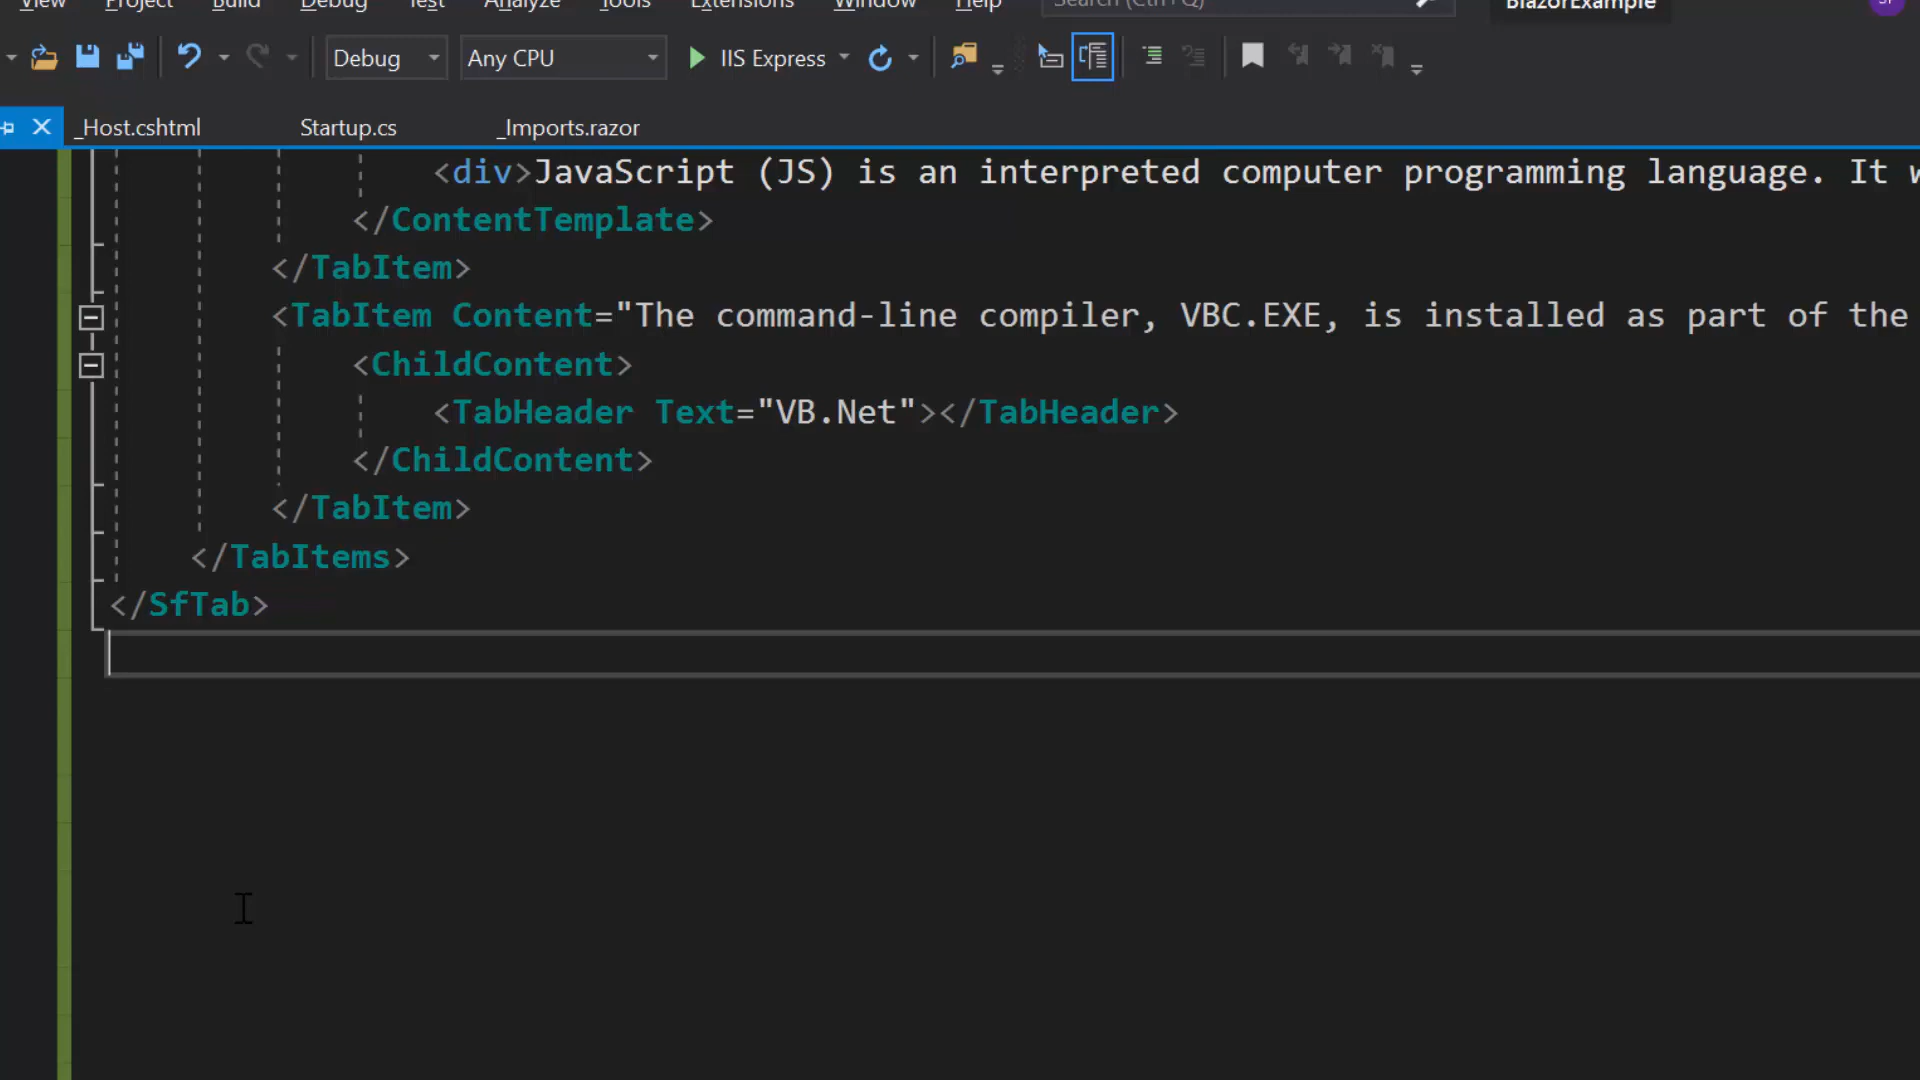 View Project Build Debug Test Analyze Tools Extensions Window Help Search (Ctrl+Q) BlazorExample SP
Debug Any CPU IIS Express
_Host.cshtml Startup.cs _Imports.razor
<div>JavaScript (JS) is an interpreted computer programming language. It
</ContentTemplate>
</TabItem>
<TabItem Content="The command-line compiler, VBC.EXE, is installed as part of the
<ChildContent>
<TabHeader Text="VB.Net"></TabHeader>
</ChildContent>
</TabItem>
</TabItems>
</SfTab>